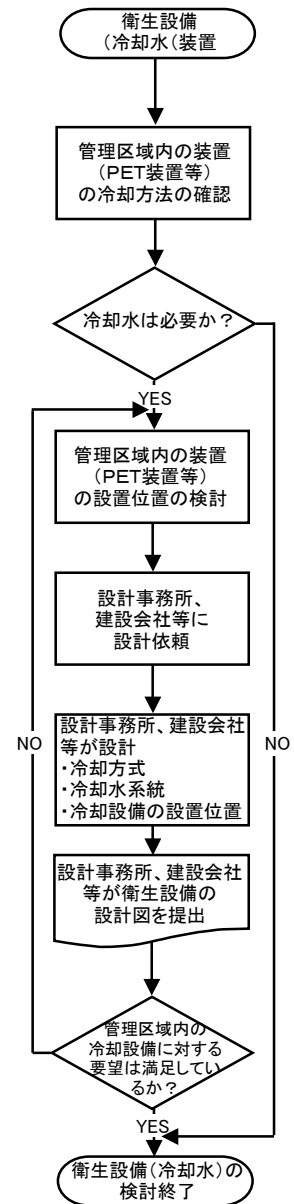 衛生設備
(冷却水(装置
管理区域内の装置
(PET装置等)
の冷却方法の確認
冷却水は必要か？
YES
管理区域内の装置
(PET装置等)
の設置位置の検討
設計事務所、
建設会社等に
設計依頼
NO
NO
設計事務所、建設会社
等が設計
・冷却方式
・冷却水系統
・冷却設備の設置位置
設計事務所、建設会社
等が衛生設備の
設計図を提出
管理区域内の
冷却設備に対する
要望は満足してい
るか？
YES
衛生設備(冷却水)の
検討終了